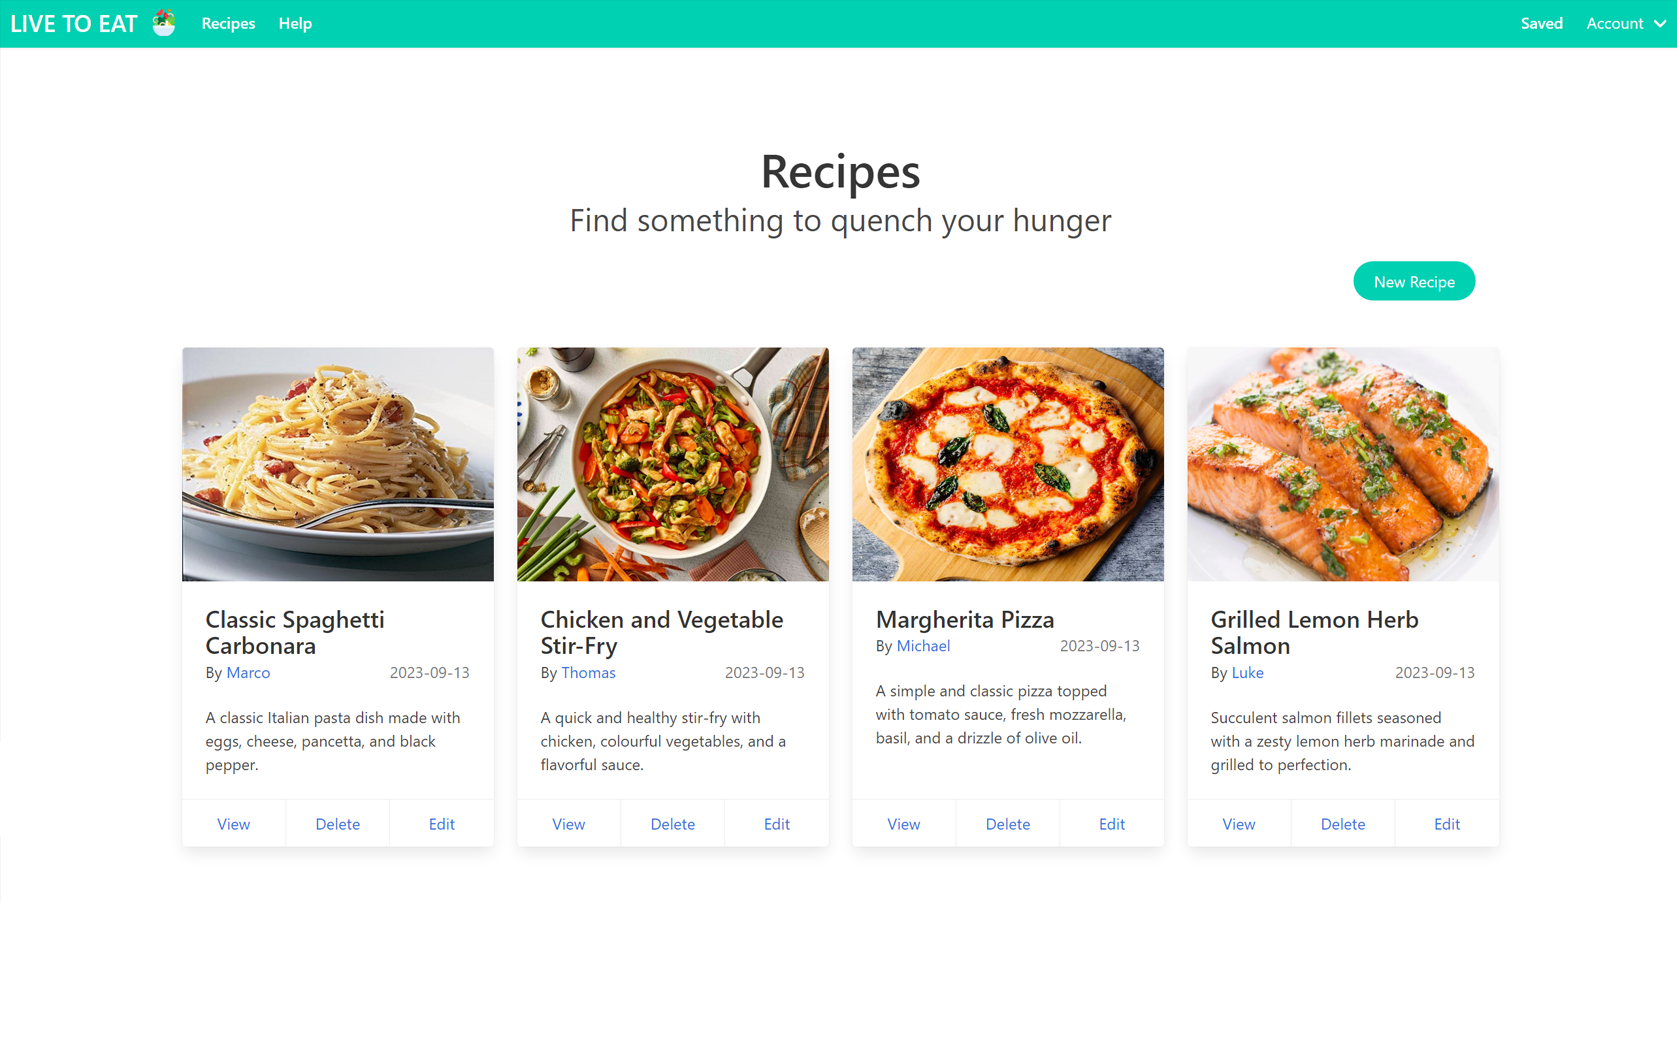 LIVE TO EAT Recipes Help Saved Account
Recipes
Find something to quench your hunger
New Recipe
Classic Spaghetti
Carbonara
By Marco 2023-09-13
A classic Italian pasta dish made with
eggs, cheese, pancetta, and black
pepper.
View Delete Edit
Chicken and Vegetable
Stir-Fry
By Thomas 2023-09-13
A quick and healthy stir-fry with
chicken, colourful vegetables, and a
flavorful sauce.
View Delete Edit
Margherita Pizza
By Michael 2023-09-13
A simple and classic pizza topped
with tomato sauce, fresh mozzarella,
basil, and a drizzle of olive oil.
View Delete Edit
Grilled Lemon Herb
Salmon
By Luke 2023-09-13
Succulent salmon fillets seasoned
with a zesty lemon herb marinade and
grilled to perfection.
View Delete Edit